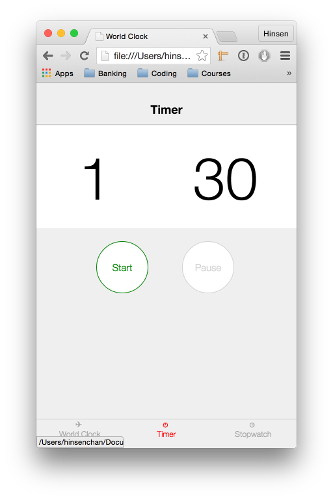 World Clock
Hinsen
file:///Users/hins...
Apps Banking Coding Courses »
Timer
1 30
Start Pause
World Clock Timer Stopwatch
/Users/hinsenchan/Docu